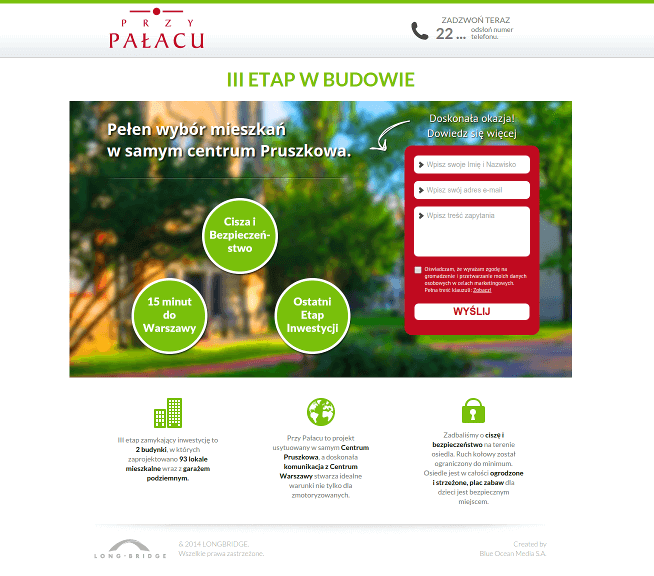 PRZY
PAŁACU
ZADZWOŃ TERAZ
22 ...
odsłoń numer
telefonu.
III ETAP W BUDOWIE
Pełen wybór mieszkań
w samym centrum Pruszkowa.
Doskonała okazja!
Dowiedz się więcej
Wpisz swoje Imię i Nazwisko
Wpisz swój adres e-mail
Wpisz treść zapytania
Oświadczam, że wyrażam zgodę na
gromadzenie i przetwarzanie moich danych
osobowych w celach marketingowych.
Pełna treść klauzuli: Zobacz!
WYŚLIJ
Cisza i
Bezpieczeń-
stwo
15 minut
do
Warszawy
Ostatni
Etap
Inwestycji
III etap zamykający inwestycję to
2 budynki, w których
zaprojektowano 93 lokale
mieszkalne wraz z garażem
podziemnym.
Przy Pałacu to projekt
usytuowany w samym Centrum
Pruszkowa, a doskonała
komunikacja z Centrum
Warszawy stwarza idealne
warunki nie tylko dla
zmotoryzowanych.
Zadbaliśmy o ciszę i
bezpieczeństwo na terenie
osiedla. Ruch kołowy został
ograniczony do minimum.
Osiedle jest w całości ogrodzone
i strzeżone, plac zabaw dla
dzieci jest bezpiecznym
miejscem.
LONG-BRIDGE
& 2014 LONGBRIDGE.
Wszelkie prawa zastrzeżone.
Created by
Blue Ocean Media S.A.